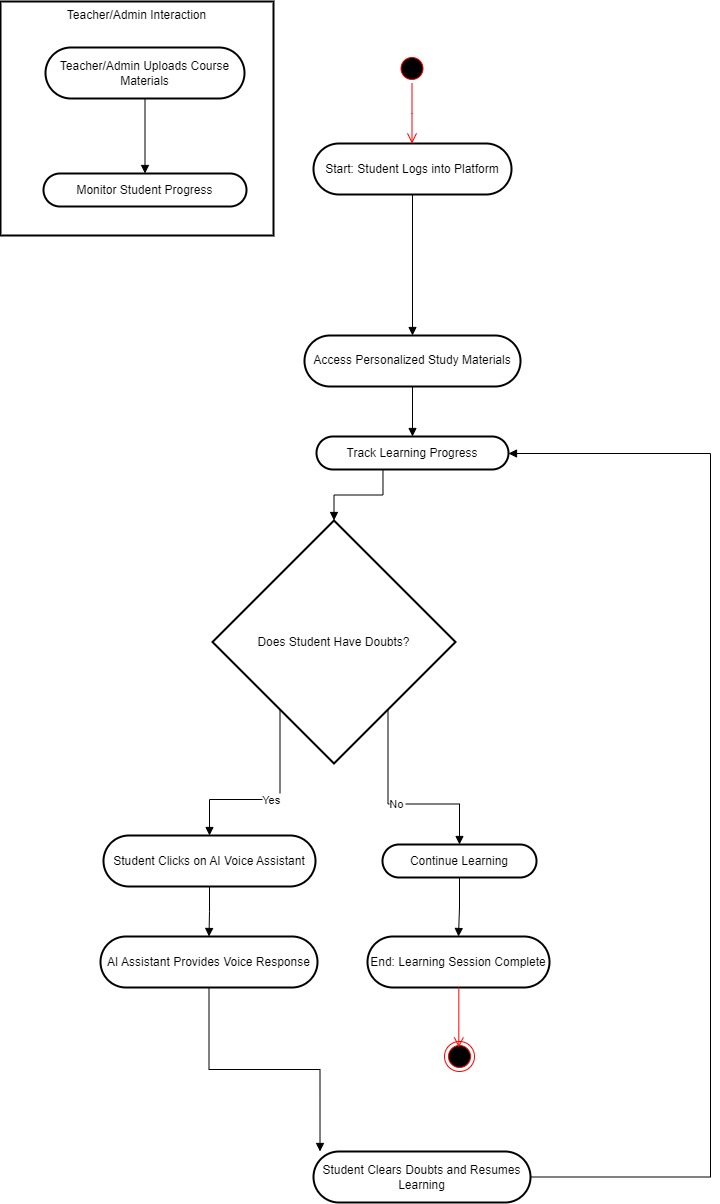 Teacher/Admin Interaction
Teacher/Admin Uploads Course
Materials
Monitor Student Progress
Start: Student Logs into Platform
Access Personalized Study Materials
Track Learning Progress
Does Student Have Doubts?
Yes
No
Student Clicks on AI Voice Assistant
Continue Learning
AI Assistant Provides Voice Response
End: Learning Session Complete
Student Clears Doubts and Resumes
Learning